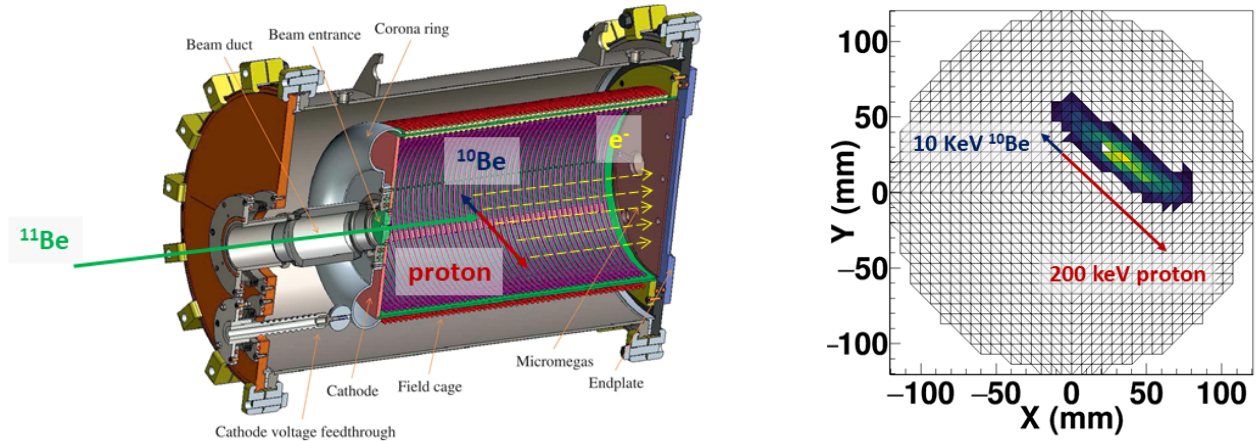 Beam duct
Beam entrance
Corona ring
¹¹Be
¹⁰Be
e⁻
proton
Micromegas
Endplate
Field cage
Cathode
Cathode voltage feedthrough
100
50
0
−50
−100
Y (mm)
10 KeV ¹⁰Be
200 keV proton
−100 −50 0 50 100
X (mm)